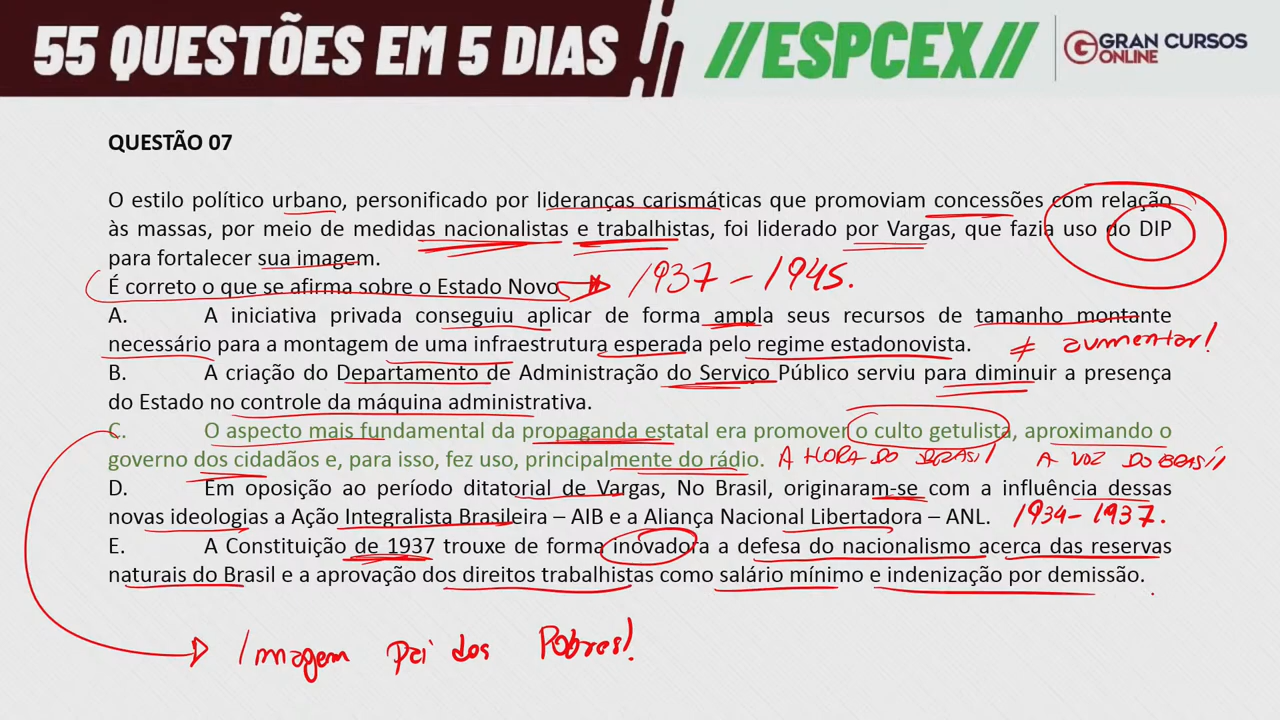 55 QUESTÕES EM 5 DIAS //ESPCEX// GRAN CURSOS
ONLINE
QUESTÃO 07
O estilo político urbano, personificado por lideranças carismáticas que promoviam concessões com relação
às massas, por meio de medidas nacionalistas e trabalhistas, foi liderado por Vargas, que fazia uso do DIP
para fortalecer sua imagem.
É correto o que se afirma sobre o Estado Novo 1937 - 1945.
A. A iniciativa privada conseguiu aplicar de forma ampla seus recursos de tamanho montante
necessário para a montagem de uma infraestrutura esperada pelo regime estadonovista. ≠ aumentar!
B. A criação do Departamento de Administração do Serviço Público serviu para diminuir a presença
do Estado no controle da máquina administrativa.
C. O aspecto mais fundamental da propaganda estatal era promover o culto getulista, aproximando o
governo dos cidadãos e, para isso, fez uso, principalmente do rádio. A HORA DO BRASIL A VOZ DO BRASIL
D. Em oposição ao período ditatorial de Vargas, No Brasil, originaram-se com a influência dessas
novas ideologias a Ação Integralista Brasileira – AIB e a Aliança Nacional Libertadora – ANL. 1934-1937.
E. A Constituição de 1937 trouxe de forma inovadora a defesa do nacionalismo acerca das reservas
naturais do Brasil e a aprovação dos direitos trabalhistas como salário mínimo e indenização por demissão.
Imagem pai dos Pobres!